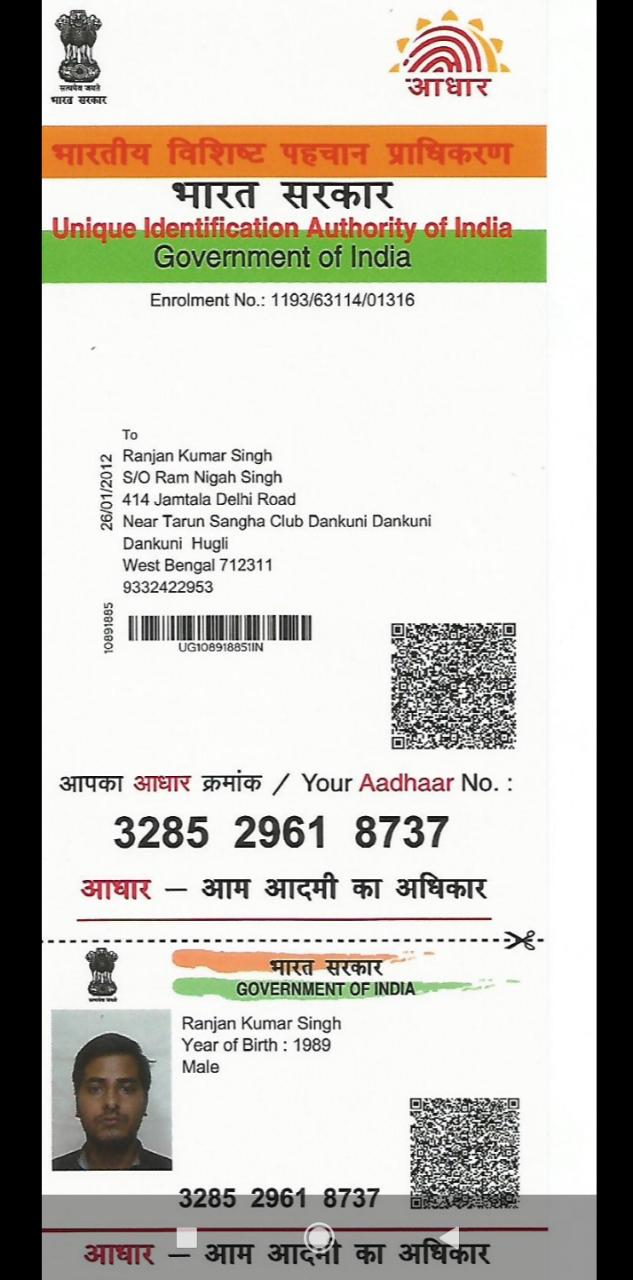 सत्यमेव जयते
भारत सरकार
आधार
भारतीय विशिष्ट पहचान प्राधिकरण
भारत सरकार
Unique Identification Authority of India
Government of India
Enrolment No.: 1193/63114/01316
26/01/2012
To
Ranjan Kumar Singh
S/O Ram Nigah Singh
414 Jamtala Delhi Road
Near Tarun Sangha Club Dankuni Dankuni
Dankuni Hugli
West Bengal 712311
9332422953
10891885
UG108918851IN
आपका आधार क्रमांक / Your Aadhaar No. :
3285 2961 8737
आधार – आम आदमी का अधिकार
भारत सरकार
GOVERNMENT OF INDIA
Ranjan Kumar Singh
Year of Birth : 1989
Male
3285 2961 8737
आधार – आम आदमी का अधिकार